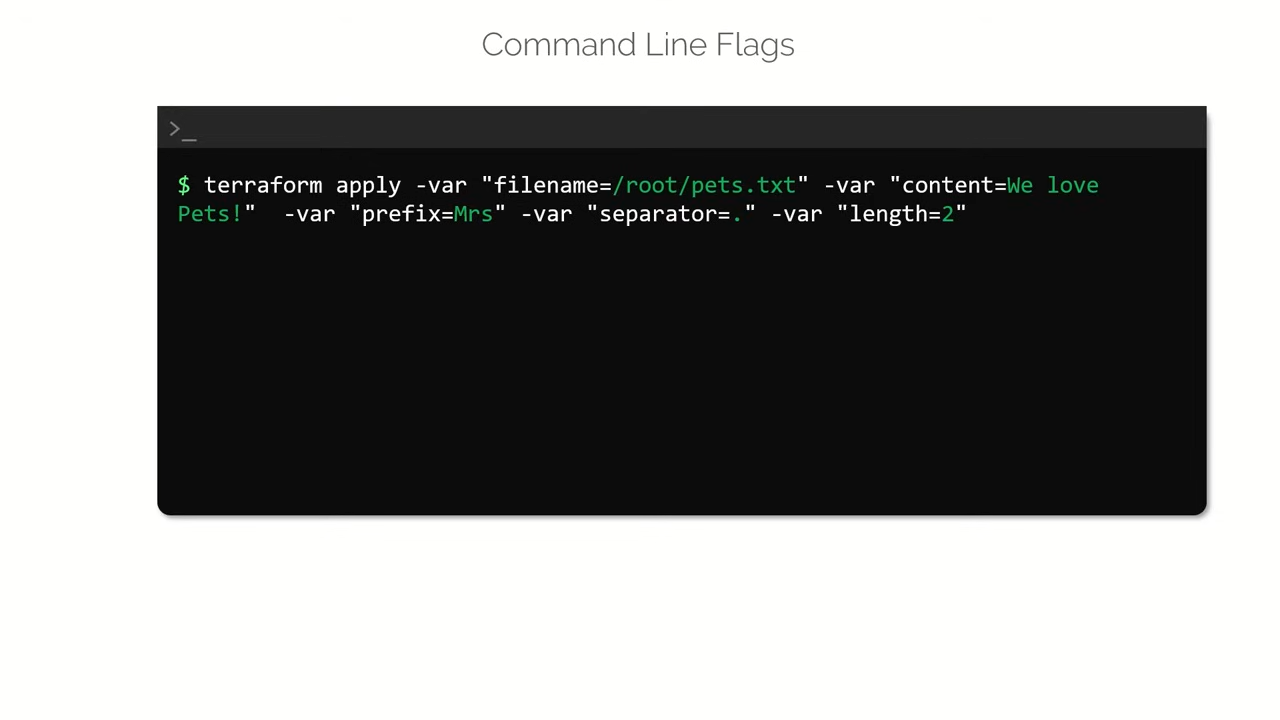 Command Line Flags
>_
$ terraform apply -var "filename=/root/pets.txt" -var "content=We love
Pets!"  -var "prefix=Mrs" -var "separator=." -var "length=2"